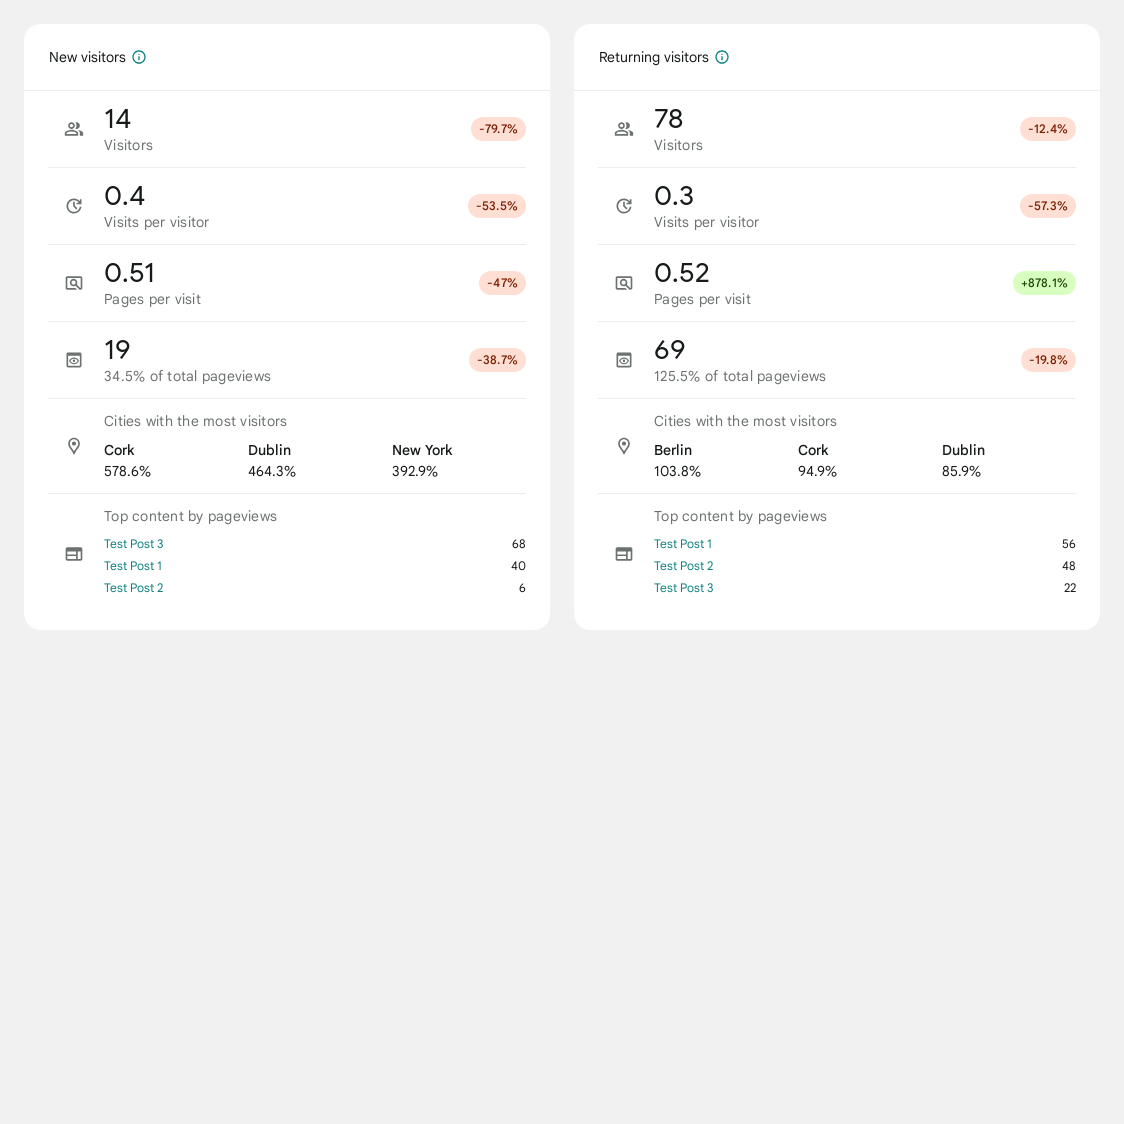 New visitors
14
Visitors
-79.7%
0.4
Visits per visitor
-53.5%
0.51
Pages per visit
-47%
19
34.5% of total pageviews
-38.7%
Cities with the most visitors
Cork Dublin New York
578.6% 464.3% 392.9%
Top content by pageviews
Test Post 3 68
Test Post 1 40
Test Post 2 6
Returning visitors
78
Visitors
-12.4%
0.3
Visits per visitor
-57.3%
0.52
Pages per visit
+878.1%
69
125.5% of total pageviews
-19.8%
Cities with the most visitors
Berlin Cork Dublin
103.8% 94.9% 85.9%
Top content by pageviews
Test Post 1 56
Test Post 2 48
Test Post 3 22